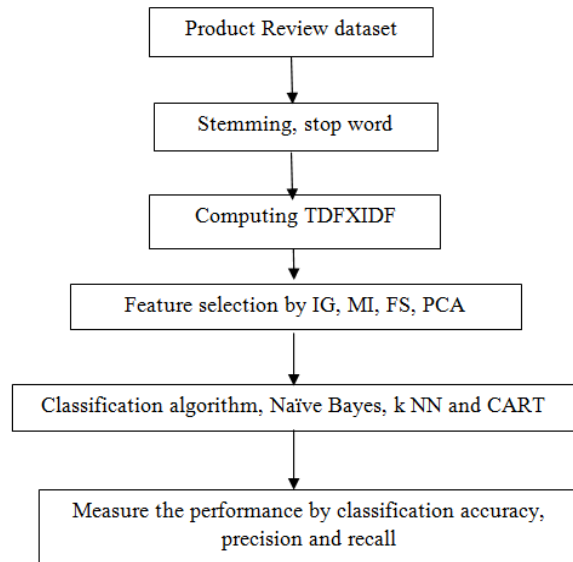 Product Review dataset
Stemming, stop word
Computing TDFXIDF
Feature selection by IG, MI, FS, PCA
Classification algorithm, Naïve Bayes, k NN and CART
Measure the performance by classification accuracy,
precision and recall